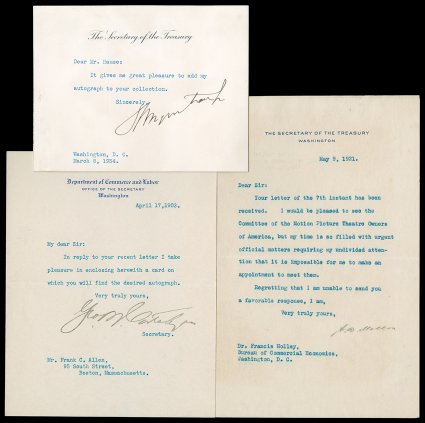 The Secretary of the Treasury
Dear Mr. Hause:
It gives me great pleasure to add my
autograph to your collection.
Sincerely,
Washington, D. C.
March 8, 1934.
Department of Commerce and Labor
OFFICE OF THE SECRETARY
Washington
April 17, 1903.
My dear Sir:
In reply to your recent letter I take
pleasure in enclosing herewith a card on
which you will find the desired autograph.
Very truly yours,
Secretary.
Mr. Frank C. Allen,
95 South Street,
Boston, Massachusetts.
THE SECRETARY OF THE TREASURY
WASHINGTON
May 9, 1921.
Dear Sir:
Your letter of the 7th instant has been
received. I would be pleased to see the
Committee of the Motion Picture Theatre Owners
of America, but my time is so filled with urgent
official matters requiring my undivided atten-
tion that it is impossible for me to make an
appointment to meet them.
Regretting that I am unable to send you
a favorable response, I am,
Very truly yours,
Dr. Francis Holley,
Bureau of Commercial Economics,
Washington, D. C.